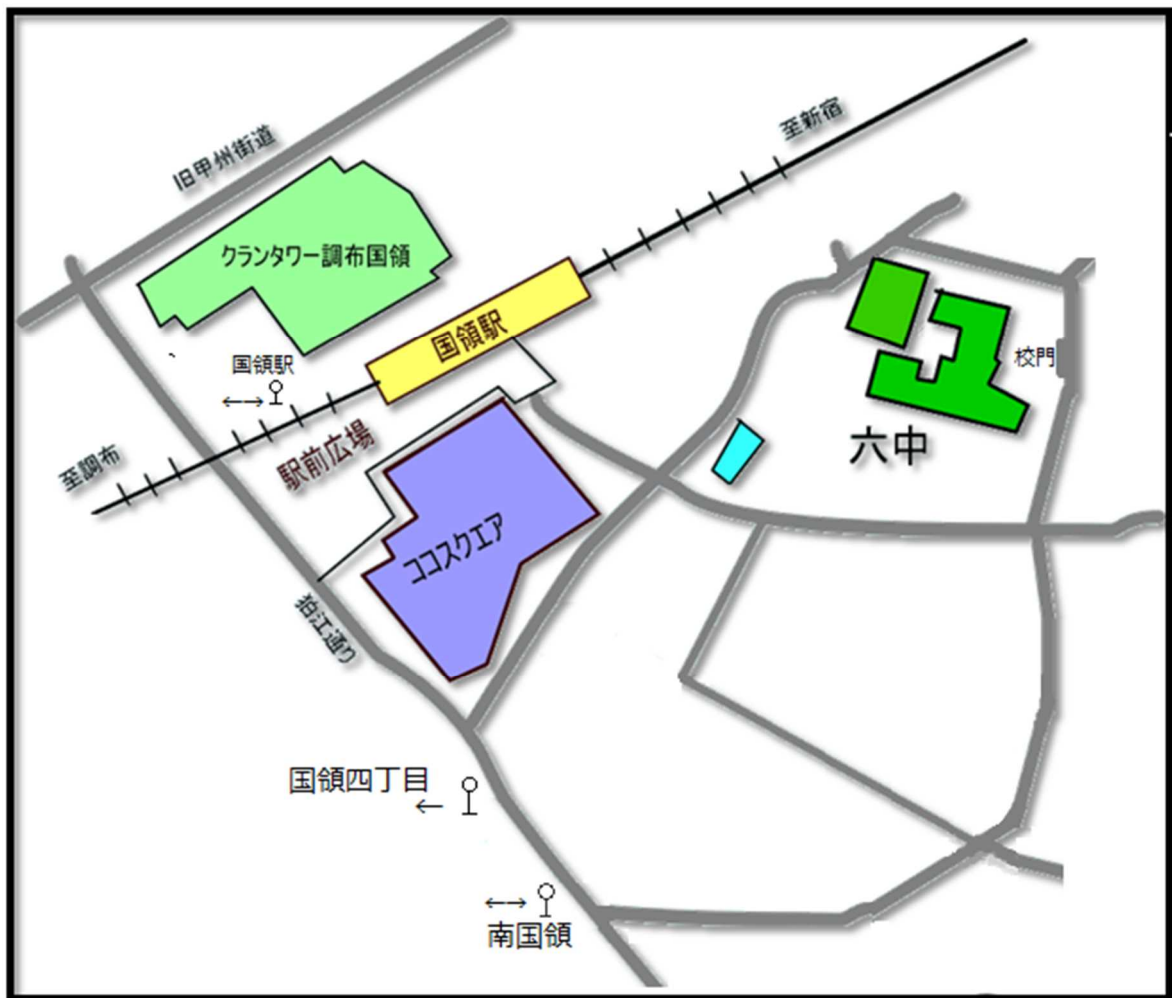 旧甲州街道
至新宿
クランタワー調布国領
国領駅
校門
国領駅
←→
六中
駅前広場
至調布
ココスクエア
狛江通り
国領四丁目
←
←→
南国領